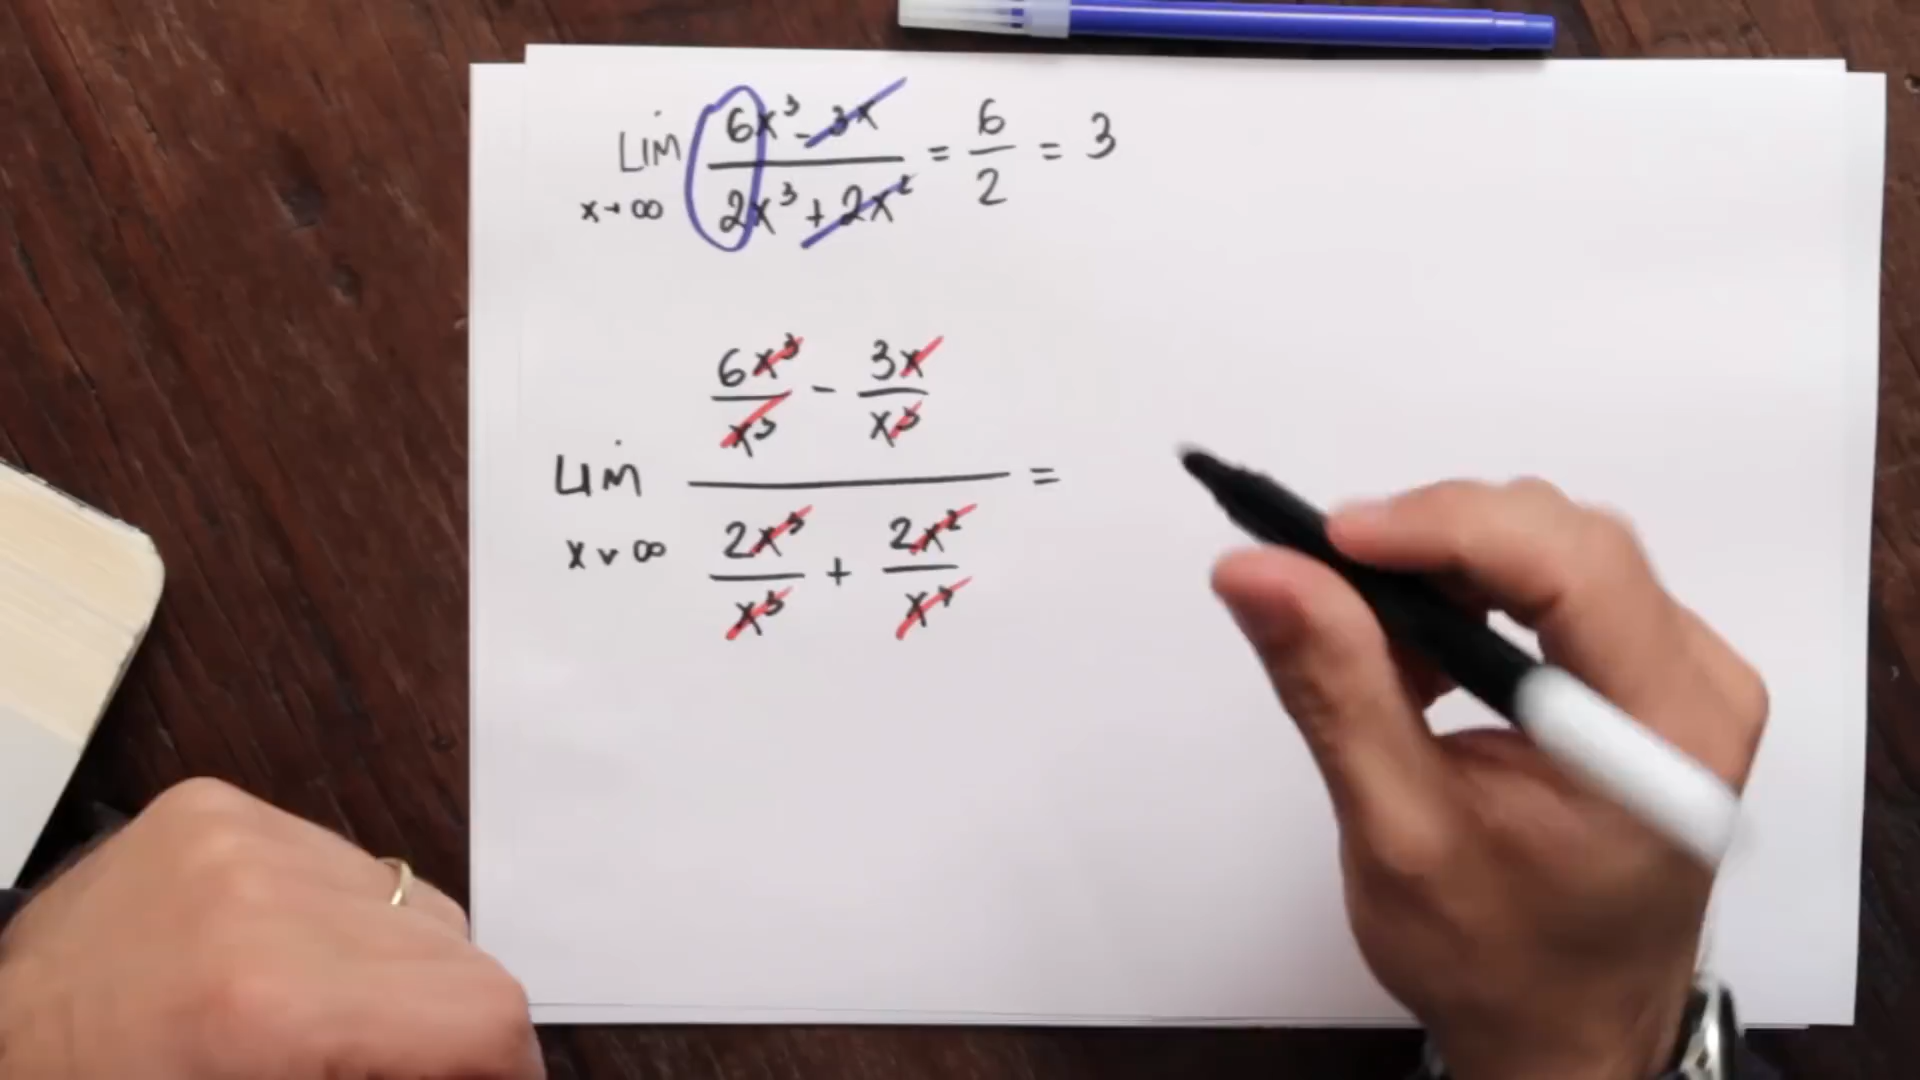 Lim x→∞ (6x³ - 3x)/(2x³ + 2x²) = 6/2 = 3
Lim x→∞ (6x³/x³ - 3x/x³)/(2x³/x³ + 2x²/x³) =